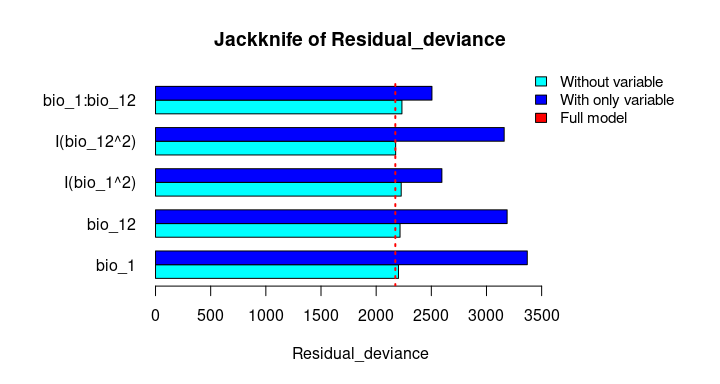 Jackknife of Residual_deviance
Without variable
With only variable
Full model
bio_1:bio_12
I(bio_12^2)
I(bio_1^2)
bio_12
bio_1
0 500 1000 1500 2000 2500 3000 3500
Residual_deviance